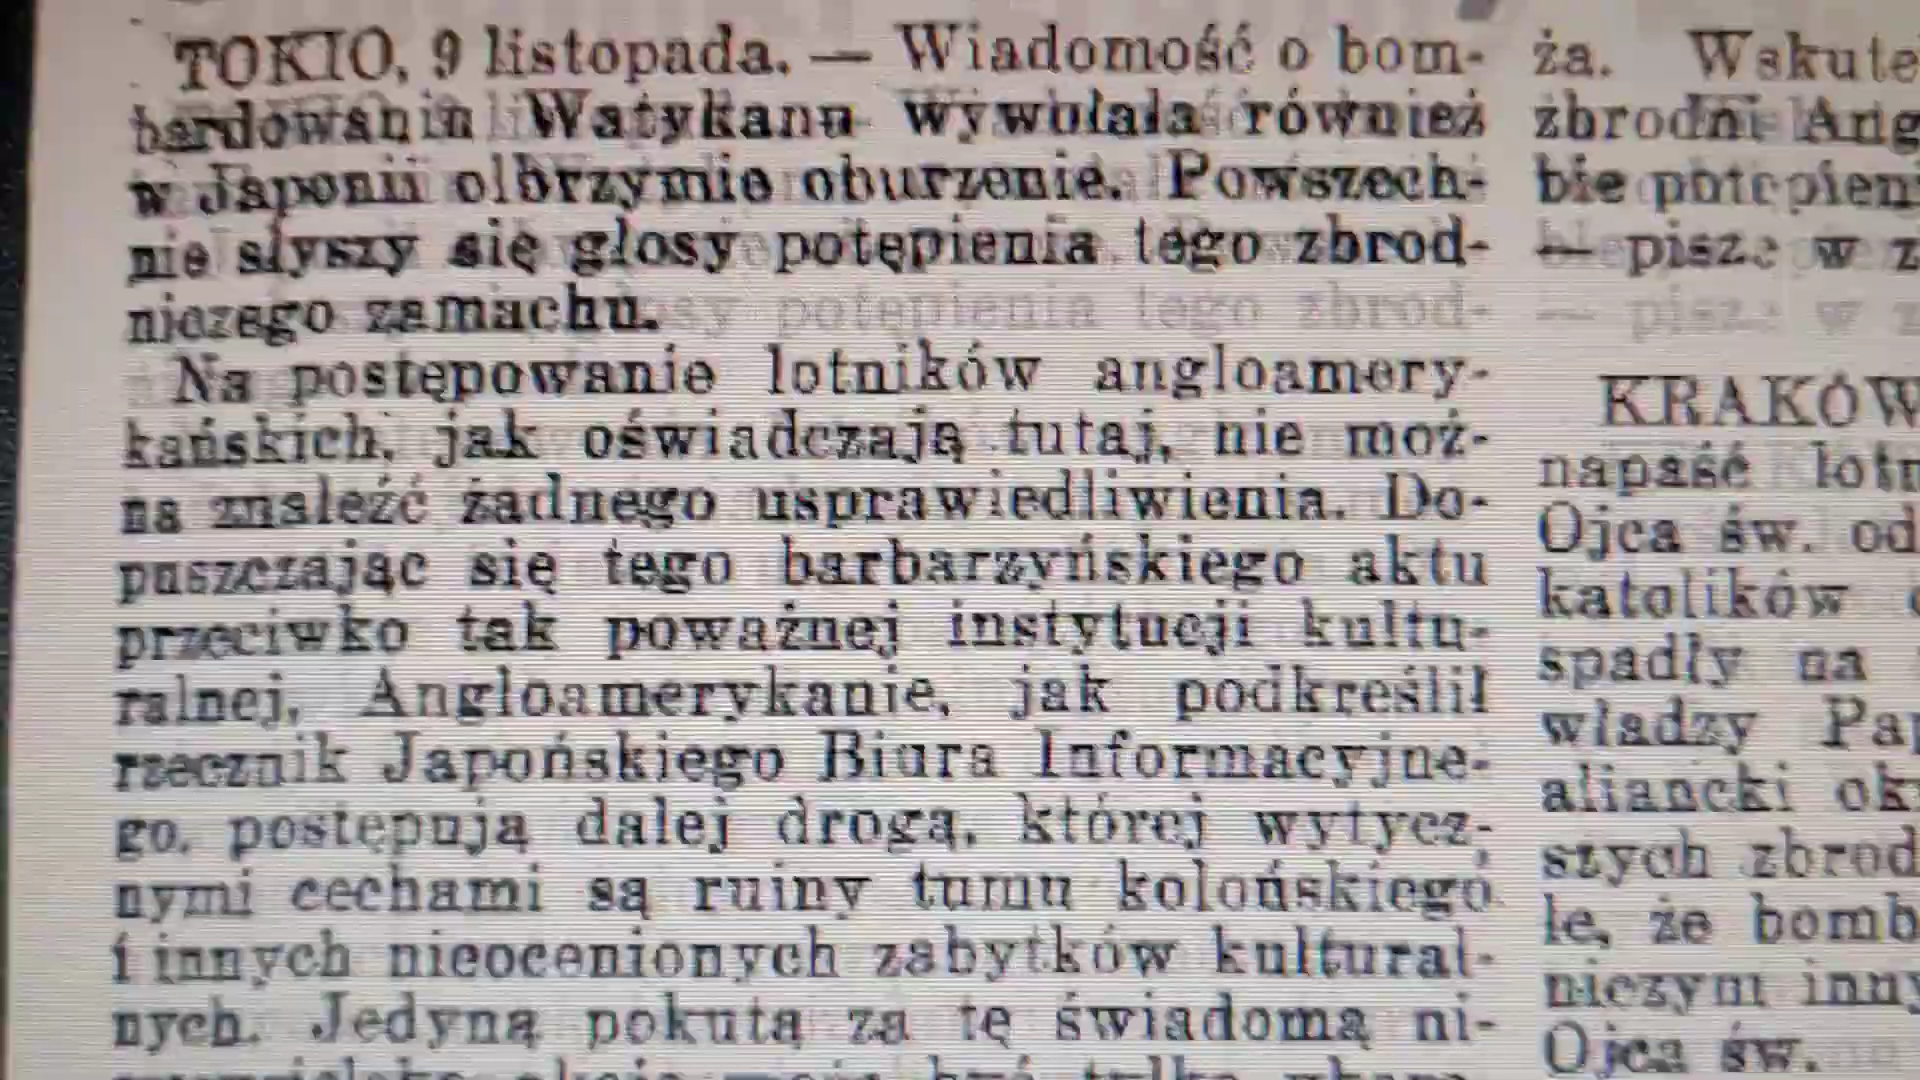 TOKIO, 9 listopada. — Wiadomość o bom-
bardowaniu Watykanu wywołała również
w Japonii olbrzymie oburzenie. Powszech-
nie słyszy się głosy potępienia tego zbrod-
niczego zamachu.
Na postępowanie lotników angloamery-
kańskich, jak oświadczają tutaj, nie moż-
na znaleźć żadnego usprawiedliwienia. Do-
puszczając się tego barbarzyńskiego aktu
przeciwko tak poważnej instytucji kultu-
ralnej, Angloamerykanie, jak podkreślił
rzecznik Japońskiego Biura Informacyjne-
go, postępują dalej drogą, której wytycz-
nymi cechami są ruiny tumu kolońskiego
i innych nieocenionych zabytków kultural-
nych. Jedyną pokutą za tę świadomą ni-
akcję może być tylko
ża. Wskute
zbrodni Ang
bie potępieni
— pisze w z
KRAKÓW
napaść lotn
Ojca św. od
katolików
spadły na
władzy Pap
aliancki ok
szych zbrod
le, że bomb
niczym inny
Ojca św.